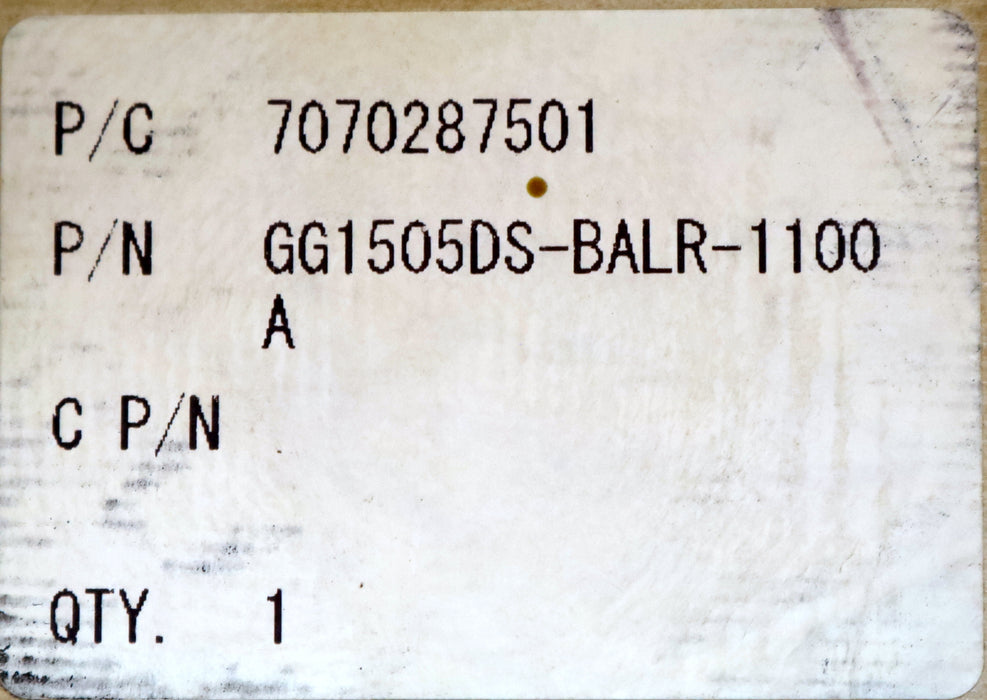 P/C 7070287501
P/N GG1505DS-BALR-1100
A
C P/N
QTY. 1